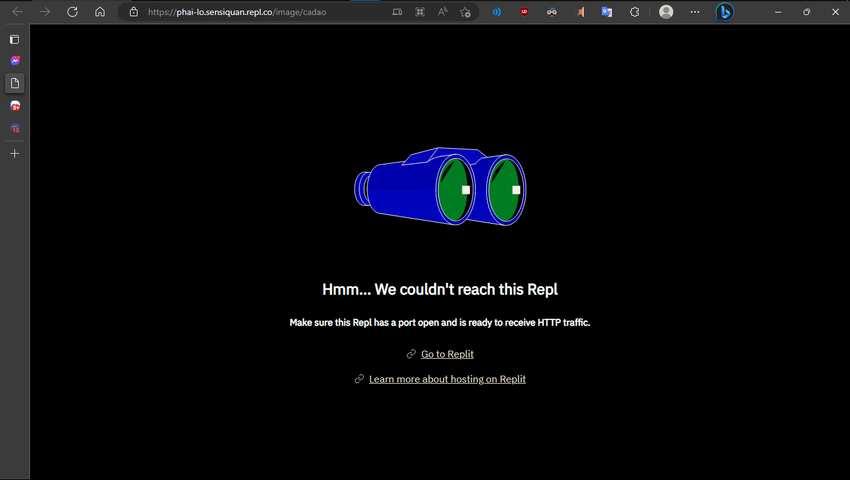 https://phai-lo.sensiquan.repl.co/image/cadao
Hmm... We couldn't reach this Repl
Make sure this Repl has a port open and is ready to receive HTTP traffic.
Go to Replit
Learn more about hosting on Replit